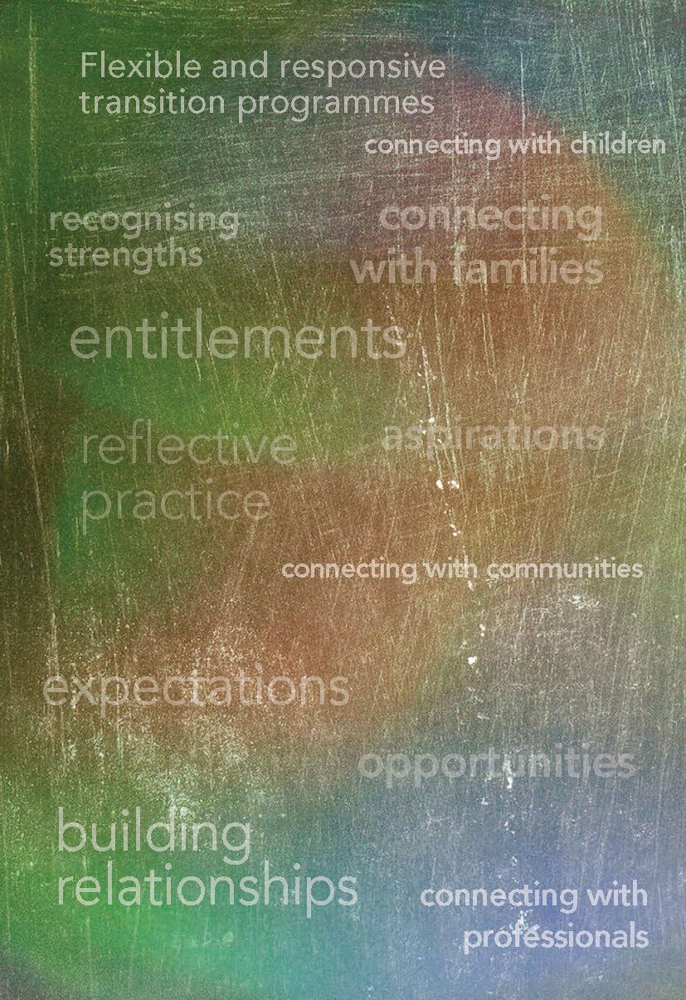 Flexible and responsive
transition programmes
connecting with children
recognising
strengths
connecting
with families
entitlements
reflective
practice
aspirations
connecting with communities
expectations
opportunities
building
relationships
connecting with
professionals